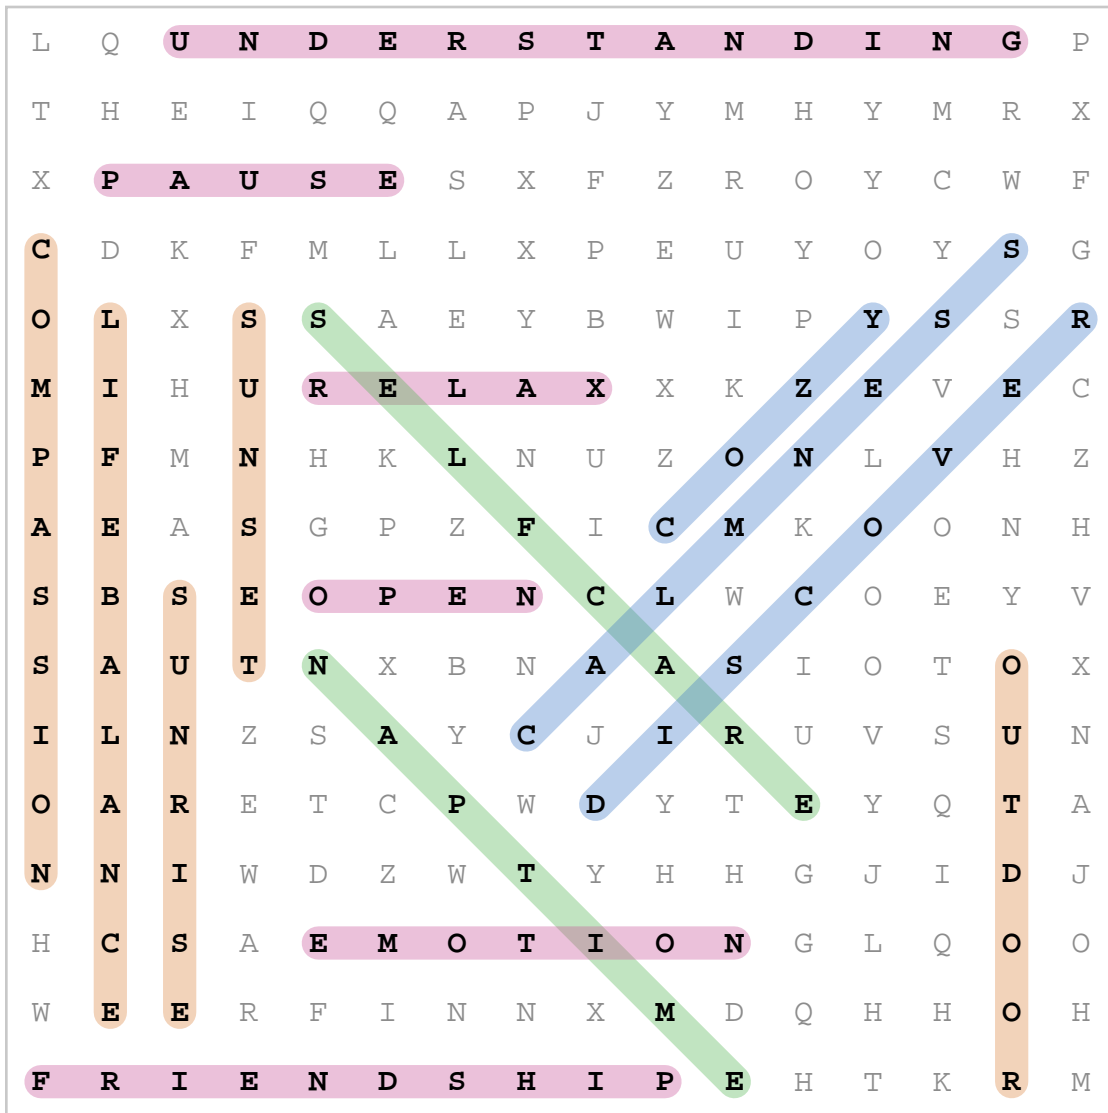 L Q U N D E R S T A N D I N G P
T H E I Q Q A P J Y M H Y M R X
X P A U S E S X F Z R O Y C W F
C D K F M L L X P E U Y O Y S G
O L X S S A E Y B W I P Y S S R
M I H U R E L A X X K Z E V E C
P F M N H K L N U Z O N L V H Z
A E A S G P Z F I C M K O O N H
S B S E O P E N C L W C O E Y V
S A U T N X B N A A S I O T O X
I L N Z S A Y C J I R U V S U N
O A R E T C P W D Y T E Y Q T A
N N I W D Z W T Y H H G J I D J
H C S A E M O T I O N G L Q O O
W E E R F I N N X M D Q H H O H
F R I E N D S H I P E H T K R M